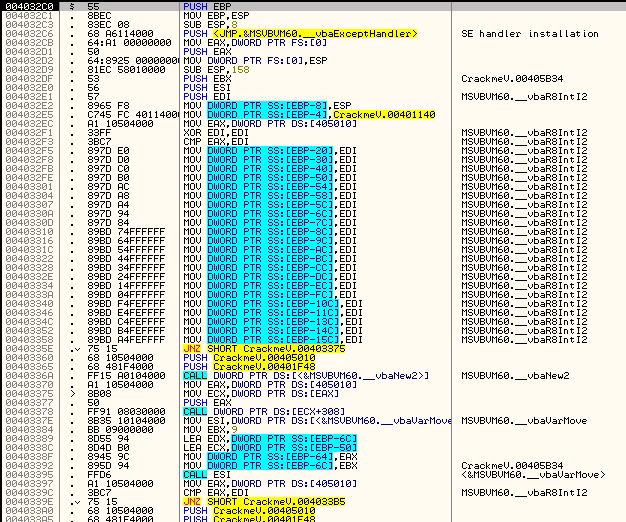 004032C0 $ 55 PUSH EBP
004032C1 . 8BEC MOV EBP,ESP
004032C3 . 83EC 08 SUB ESP,8
004032C6 . 68 A6114000 PUSH <JMP.&MSVBVM60.__vbaExceptHandler> SE handler installation
004032CB . 64:A1 00000000 MOV EAX,DWORD PTR FS:[0]
004032D1 . 50 PUSH EAX
004032D2 . 64:8925 00000000 MOV DWORD PTR FS:[0],ESP
004032D9 . 81EC 58010000 SUB ESP,158
004032DF . 53 PUSH EBX CrackmeV.00405B34
004032E0 . 56 PUSH ESI
004032E1 . 57 PUSH EDI MSVBVM60.__vbaR8IntI2
004032E2 . 8965 F8 MOV DWORD PTR SS:[EBP-8],ESP
004032E5 . C745 FC 40114000 MOV DWORD PTR SS:[EBP-4],CrackmeV.00401140
004032EC . A1 10504000 MOV EAX,DWORD PTR DS:[405010]
004032F1 . 33FF XOR EDI,EDI MSVBVM60.__vbaR8IntI2
004032F3 . 3BC7 CMP EAX,EDI MSVBVM60.__vbaR8IntI2
004032F5 . 897D E0 MOV DWORD PTR SS:[EBP-20],EDI MSVBVM60.__vbaR8IntI2
004032F8 . 897D D0 MOV DWORD PTR SS:[EBP-30],EDI MSVBVM60.__vbaR8IntI2
004032FB . 897D C0 MOV DWORD PTR SS:[EBP-40],EDI MSVBVM60.__vbaR8IntI2
004032FE . 897D B0 MOV DWORD PTR SS:[EBP-50],EDI MSVBVM60.__vbaR8IntI2
00403301 . 897D AC MOV DWORD PTR SS:[EBP-54],EDI MSVBVM60.__vbaR8IntI2
00403304 . 897D A8 MOV DWORD PTR SS:[EBP-58],EDI MSVBVM60.__vbaR8IntI2
00403307 . 897D A4 MOV DWORD PTR SS:[EBP-5C],EDI MSVBVM60.__vbaR8IntI2
0040330A . 897D 94 MOV DWORD PTR SS:[EBP-6C],EDI MSVBVM60.__vbaR8IntI2
0040330D . 897D 84 MOV DWORD PTR SS:[EBP-7C],EDI MSVBVM60.__vbaR8IntI2
00403310 . 89BD 74FFFFFF MOV DWORD PTR SS:[EBP-8C],EDI MSVBVM60.__vbaR8IntI2
00403316 . 89BD 64FFFFFF MOV DWORD PTR SS:[EBP-9C],EDI MSVBVM60.__vbaR8IntI2
0040331C . 89BD 54FFFFFF MOV DWORD PTR SS:[EBP-AC],EDI MSVBVM60.__vbaR8IntI2
00403322 . 89BD 44FFFFFF MOV DWORD PTR SS:[EBP-BC],EDI MSVBVM60.__vbaR8IntI2
00403328 . 89BD 34FFFFFF MOV DWORD PTR SS:[EBP-CC],EDI MSVBVM60.__vbaR8IntI2
0040332E . 89BD 24FFFFFF MOV DWORD PTR SS:[EBP-DC],EDI MSVBVM60.__vbaR8IntI2
00403334 . 89BD 14FFFFFF MOV DWORD PTR SS:[EBP-EC],EDI MSVBVM60.__vbaR8IntI2
0040333A . 89BD 04FFFFFF MOV DWORD PTR SS:[EBP-FC],EDI MSVBVM60.__vbaR8IntI2
00403340 . 89BD F4FEFFFF MOV DWORD PTR SS:[EBP-10C],EDI MSVBVM60.__vbaR8IntI2
00403346 . 89BD E4FEFFFF MOV DWORD PTR SS:[EBP-11C],EDI MSVBVM60.__vbaR8IntI2
0040334C . 89BD C4FEFFFF MOV DWORD PTR SS:[EBP-13C],EDI MSVBVM60.__vbaR8IntI2
00403352 . 89BD B4FEFFFF MOV DWORD PTR SS:[EBP-14C],EDI MSVBVM60.__vbaR8IntI2
00403358 . 89BD A4FEFFFF MOV DWORD PTR SS:[EBP-15C],EDI MSVBVM60.__vbaR8IntI2
0040335E .v 75 15 JNZ SHORT CrackmeV.00403375
00403360 . 68 10504000 PUSH CrackmeV.00405010
00403365 . 68 481F4000 PUSH CrackmeV.00401F48
0040336A . FF15 A0104000 CALL DWORD PTR DS:[<&MSVBVM60.__vbaNew2>] MSVBVM60.__vbaNew2
00403370 . A1 10504000 MOV EAX,DWORD PTR DS:[405010]
00403375 > 8B08 MOV ECX,DWORD PTR DS:[EAX]
00403377 . 50 PUSH EAX
00403378 . FF91 08030000 CALL DWORD PTR DS:[ECX+308]
0040337E . 8B35 10104000 MOV ESI,DWORD PTR DS:[<&MSVBVM60.__vbaVarMove MSVBVM60.__vbaVarMove
00403384 . BB 09000000 MOV EBX,9
00403389 . 8D55 94 LEA EDX,DWORD PTR SS:[EBP-6C]
0040338C . 8D4D B0 LEA ECX,DWORD PTR SS:[EBP-50]
0040338F . 8945 9C MOV DWORD PTR SS:[EBP-64],EAX
00403392 . 895D 94 MOV DWORD PTR SS:[EBP-6C],EBX CrackmeV.00405B34
00403395 . FFD6 CALL ESI <&MSVBVM60.__vbaVarMove>
00403397 . A1 10504000 MOV EAX,DWORD PTR DS:[405010]
0040339C . 3BC7 CMP EAX,EDI MSVBVM60.__vbaR8IntI2
0040339E .v 75 15 JNZ SHORT CrackmeV.004033B5
004033A0 . 68 10504000 PUSH CrackmeV.00405010
004033A5 . 68 481F4000 PUSH CrackmeV.00401F48